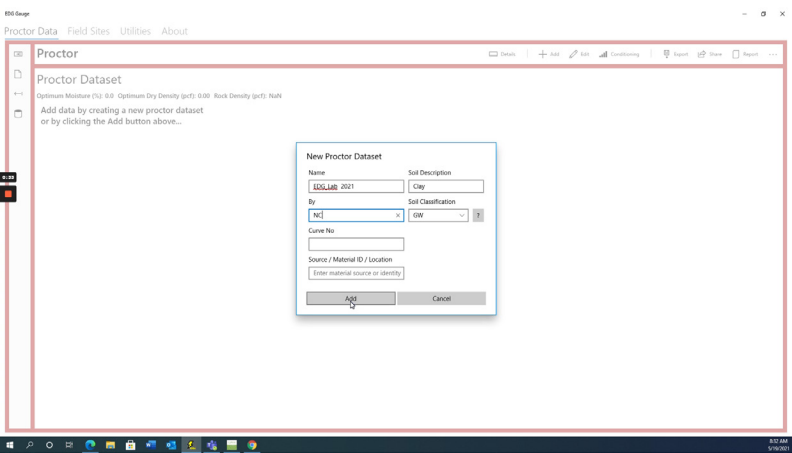 EDG Gauge
Proctor Data Field Sites Utilities About
Proctor
Details Add Edit Conditioning Export Share Report
Proctor Dataset
Optimum Moisture (%): 0.0 Optimum Dry Density (pcf): 0.00 Rock Density (pcf): NaN
Add data by creating a new proctor dataset
or by clicking the Add button above...
New Proctor Dataset
Name Soil Description
EDG_Lab 2021 Clay
By Soil Classification
NC GW ?
Curve No
Source / Material ID / Location
Enter material source or identity
Add Cancel
8:32 AM
5/19/2021